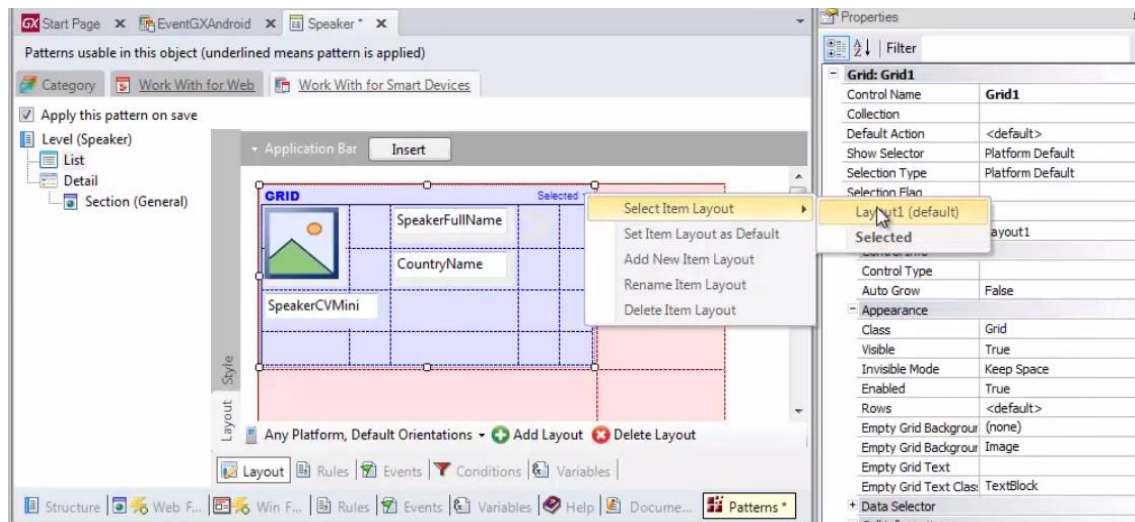 Start Page
EventGXAndroid
Speaker *
Patterns usable in this object (underlined means pattern is applied)
Category
Work With for Web
Work With for Smart Devices
Apply this pattern on save
Level (Speaker)
List
Detail
Section (General)
Application Bar
Insert
GRID
Selected
SpeakerFullName
CountryName
SpeakerCVMini
Select Item Layout
Set Item Layout as Default
Add New Item Layout
Rename Item Layout
Delete Item Layout
Layout1 (default)
Selected
Style
Layout
Any Platform, Default Orientations
Add Layout
Delete Layout
Layout
Rules
Events
Conditions
Variables
Structure
Web F...
Win F...
Rules
Events
Variables
Help
Docume...
Patterns *
Properties
Filter
Grid: Grid1
Control Name Grid1
Collection
Default Action <default>
Show Selector Platform Default
Selection Type Platform Default
Selection Flag
ayout1
Control Type
Auto Grow False
Appearance
Class Grid
Visible True
Invisible Mode Keep Space
Enabled True
Rows <default>
Empty Grid Backgrour (none)
Empty Grid Backgrour Image
Empty Grid Text
Empty Grid Text Clas: TextBlock
Data Selector